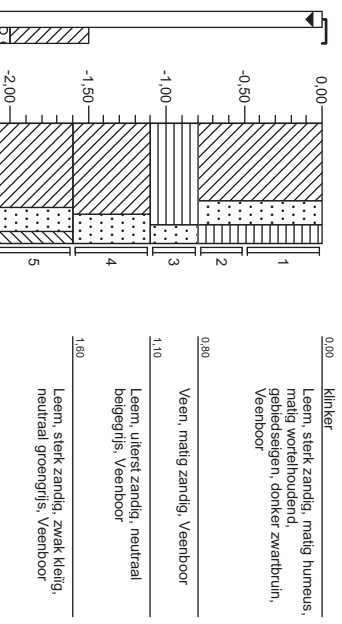 0,00
-0,50
-1,00
-1,50
-2,00
1
2
3
4
5
0,00
klinker
Leem, sterk zandig, matig humeus,
matig wortelhoudend,
gebiedseigen, donker zwartbruin,
Veenboor
0,80
Veen, matig zandig, Veenboor
1,10
Leem, uiterst zandig, neutraal
beigegrijs, Veenboor
1,60
Leem, sterk zandig, zwak kleiïg,
neutraal groengrijs, Veenboor